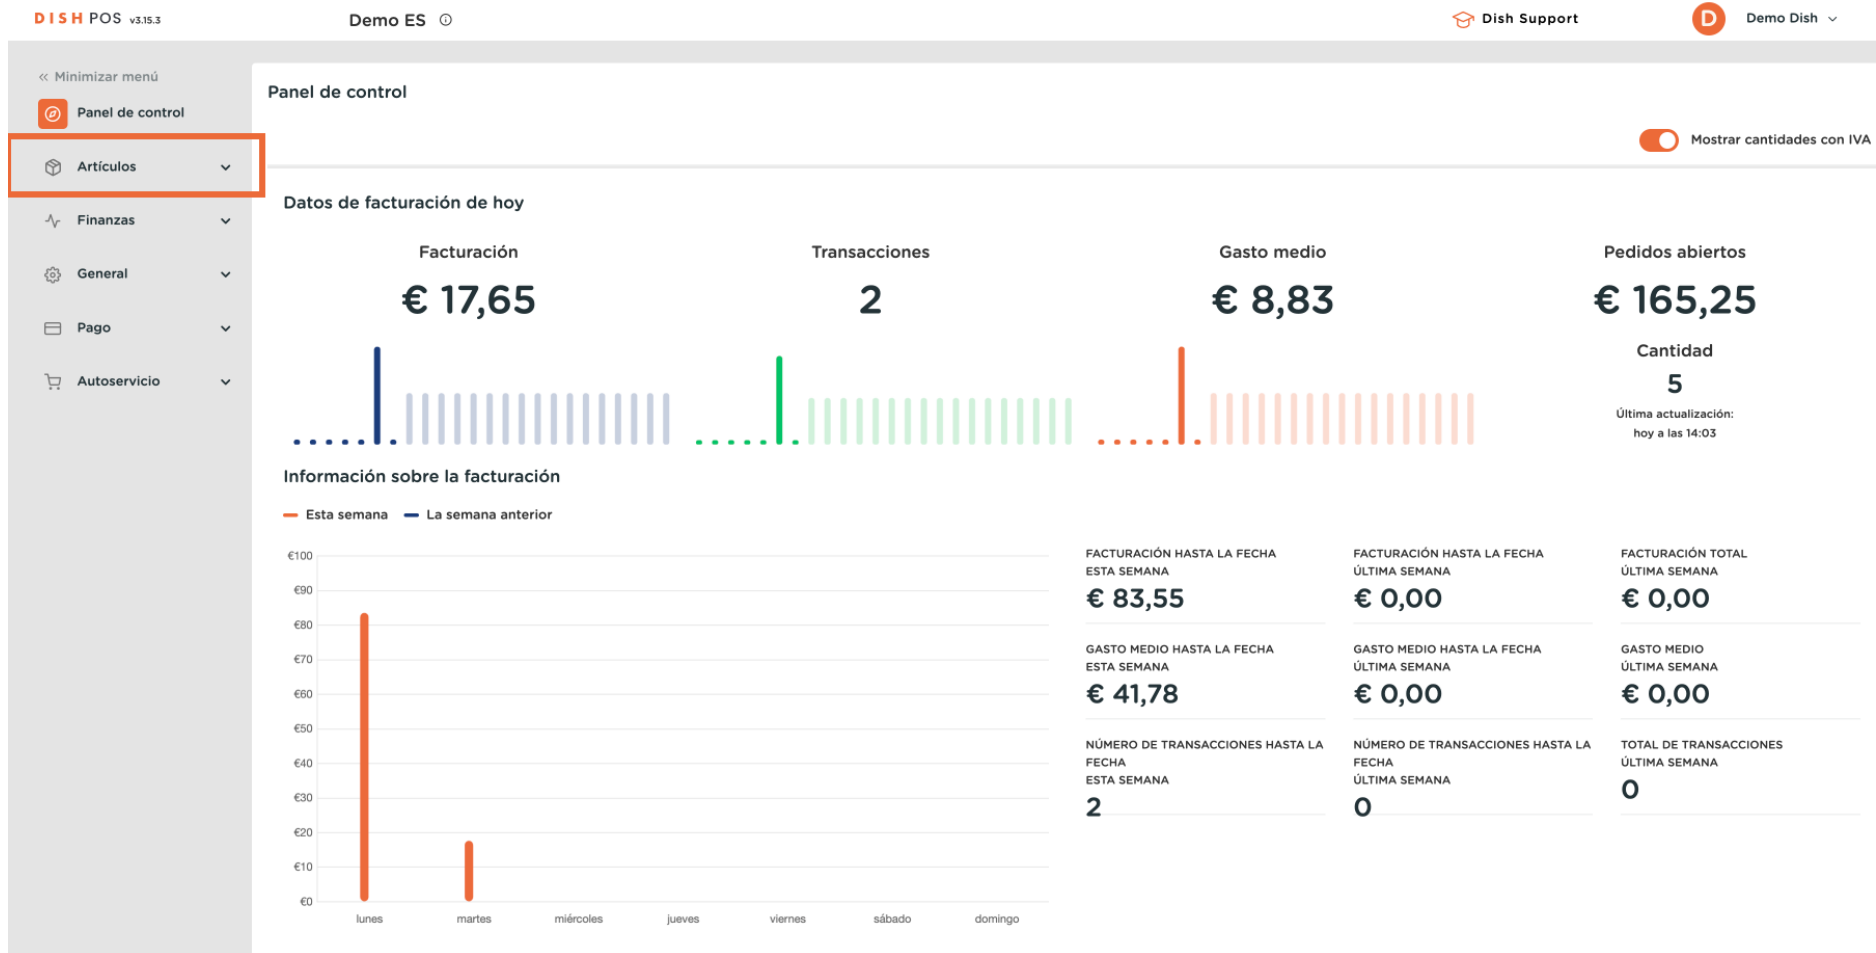 DISH POS v3.15.3
Demo ES
Dish Support
D
Demo Dish
Minimizar menú
Panel de control
Artículos
Finanzas
General
Pago
Autoservicio
Panel de control
Mostrar cantidades con IVA
Datos de facturación de hoy
Facturación
€ 17,65
Transacciones
2
Gasto medio
€ 8,83
Pedidos abiertos
€ 165,25
Cantidad
5
Última actualización:
hoy a las 14:03
Información sobre la facturación
Esta semana
La semana anterior
€100
€90
€80
€70
€60
€50
€40
€30
€20
€10
€0
lunes martes miércoles jueves viernes sábado domingo
FACTURACIÓN HASTA LA FECHA
ESTA SEMANA
€ 83,55
FACTURACIÓN HASTA LA FECHA
ÚLTIMA SEMANA
€ 0,00
FACTURACIÓN TOTAL
ÚLTIMA SEMANA
€ 0,00
GASTO MEDIO HASTA LA FECHA
ESTA SEMANA
€ 41,78
GASTO MEDIO HASTA LA FECHA
ÚLTIMA SEMANA
€ 0,00
GASTO MEDIO
ÚLTIMA SEMANA
€ 0,00
NÚMERO DE TRANSACCIONES HASTA LA
FECHA
ESTA SEMANA
2
NÚMERO DE TRANSACCIONES HASTA LA
FECHA
ÚLTIMA SEMANA
0
TOTAL DE TRANSACCIONES
ÚLTIMA SEMANA
0